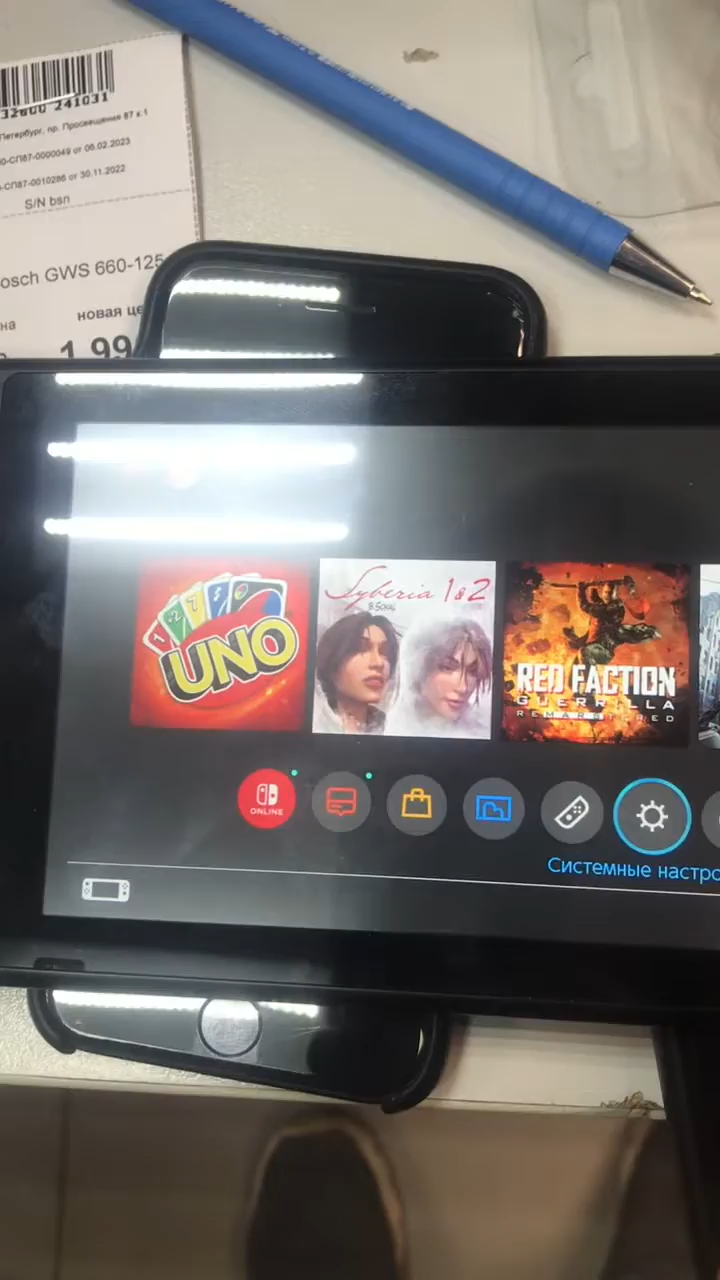 241031
Петербург, пр. Просвещения 87 к.1
-СП87-0000049 от 06.02.2023
-СП87-0010286 от 30.11.2022
S/N bsn
osch GWS 660-125
на
новая це
1 99
UNO
Syberia 1&2
RED FACTION
GUERRILLA
REMARSTERED
ONLINE
Системные настро